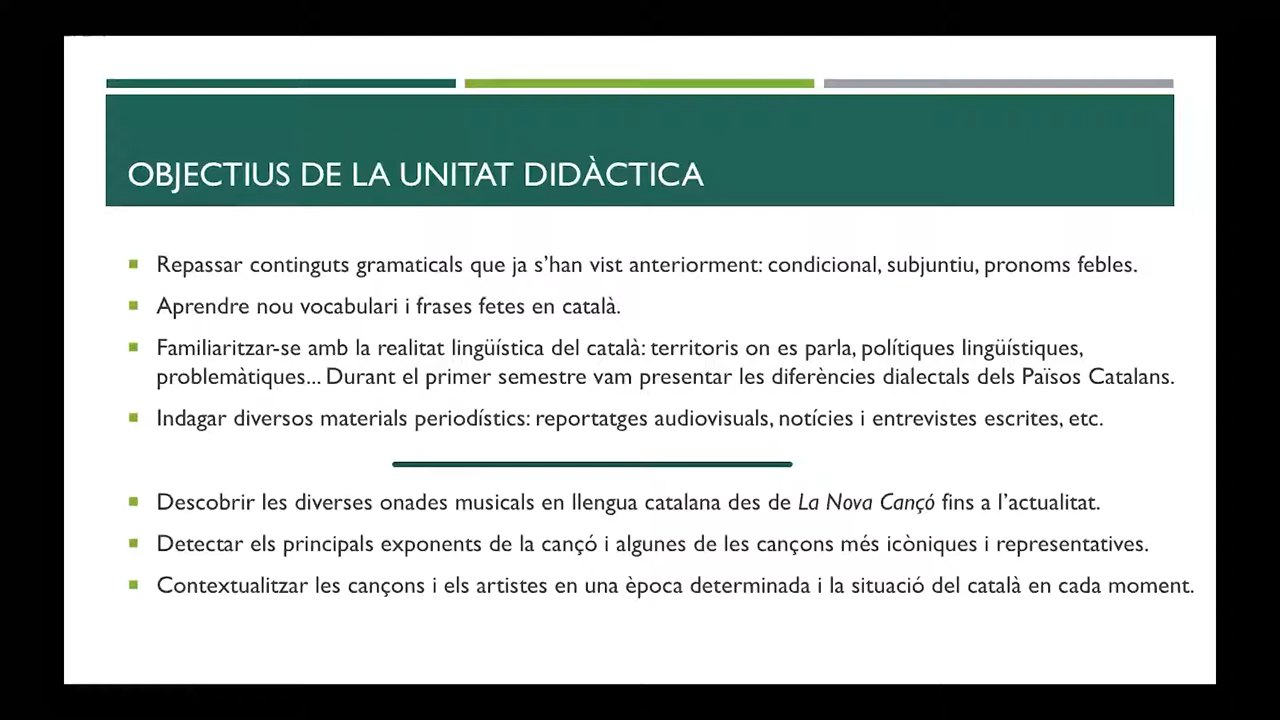 OBJECTIUS DE LA UNITAT DIDÀCTICA
Repassar continguts gramaticals que ja s'han vist anteriorment: condicional, subjuntiu, pronoms febles.
Aprendre nou vocabulari i frases fetes en català.
Familiaritzar-se amb la realitat lingüística del català: territoris on es parla, polítiques lingüístiques,
problemàtiques... Durant el primer semestre vam presentar les diferències dialectals dels Països Catalans.
Indagar diversos materials periodístics: reportatges audiovisuals, notícies i entrevistes escrites, etc.
Descobrir les diverses onades musicals en llengua catalana des de La Nova Cançó fins a l'actualitat.
Detectar els principals exponents de la cançó i algunes de les cançons més icòniques i representatives.
Contextualitzar les cançons i els artistes en una època determinada i la situació del català en cada moment.